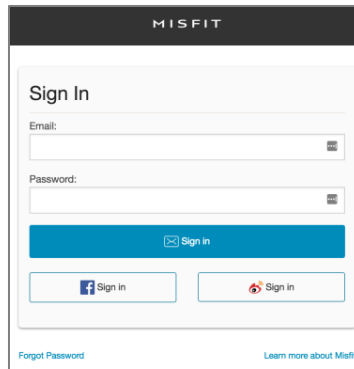 MISFIT
Sign In
Email:
Password:
Sign in
Sign in
Sign in
Forgot Password
Learn more about Misfi